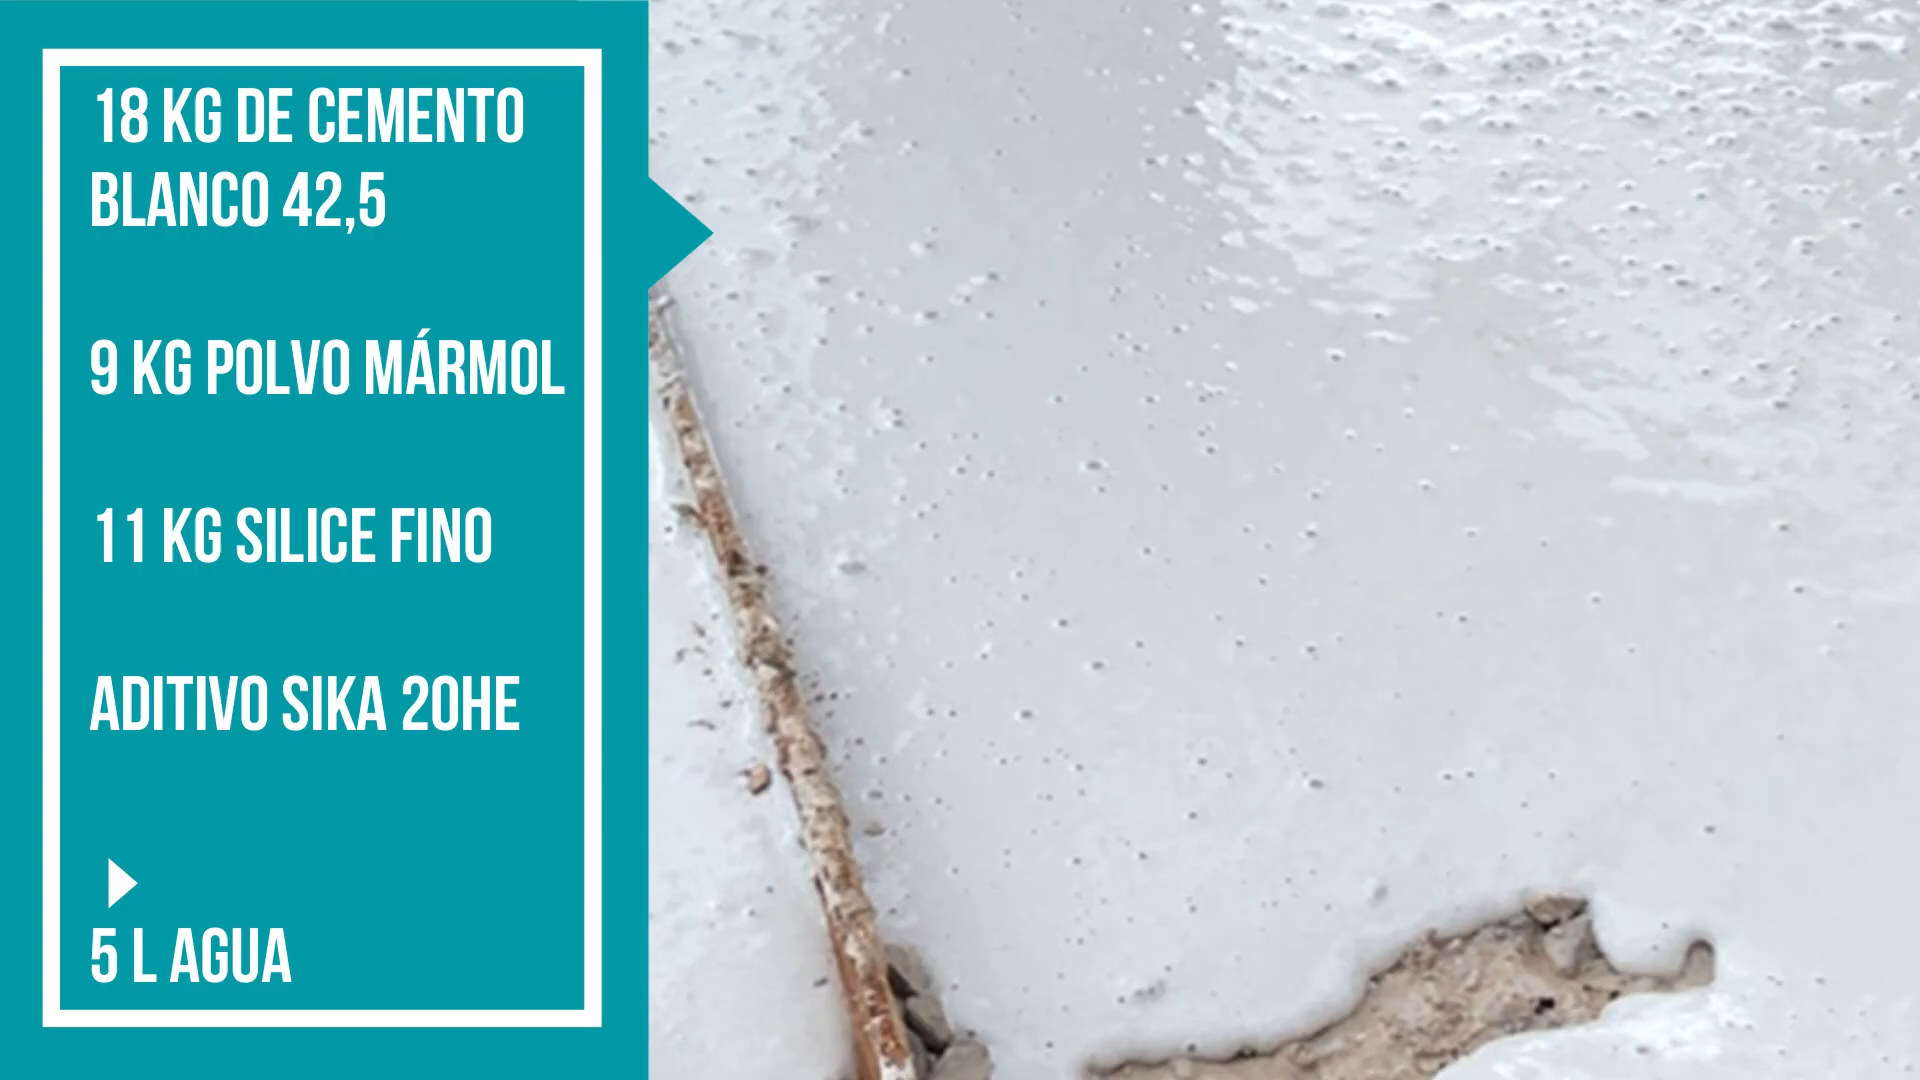 18 KG DE CEMENTO
BLANCO 42,5
9 KG POLVO MÁRMOL
11 KG SILICE FINO
ADITIVO SIKA 20HE
5 L AGUA